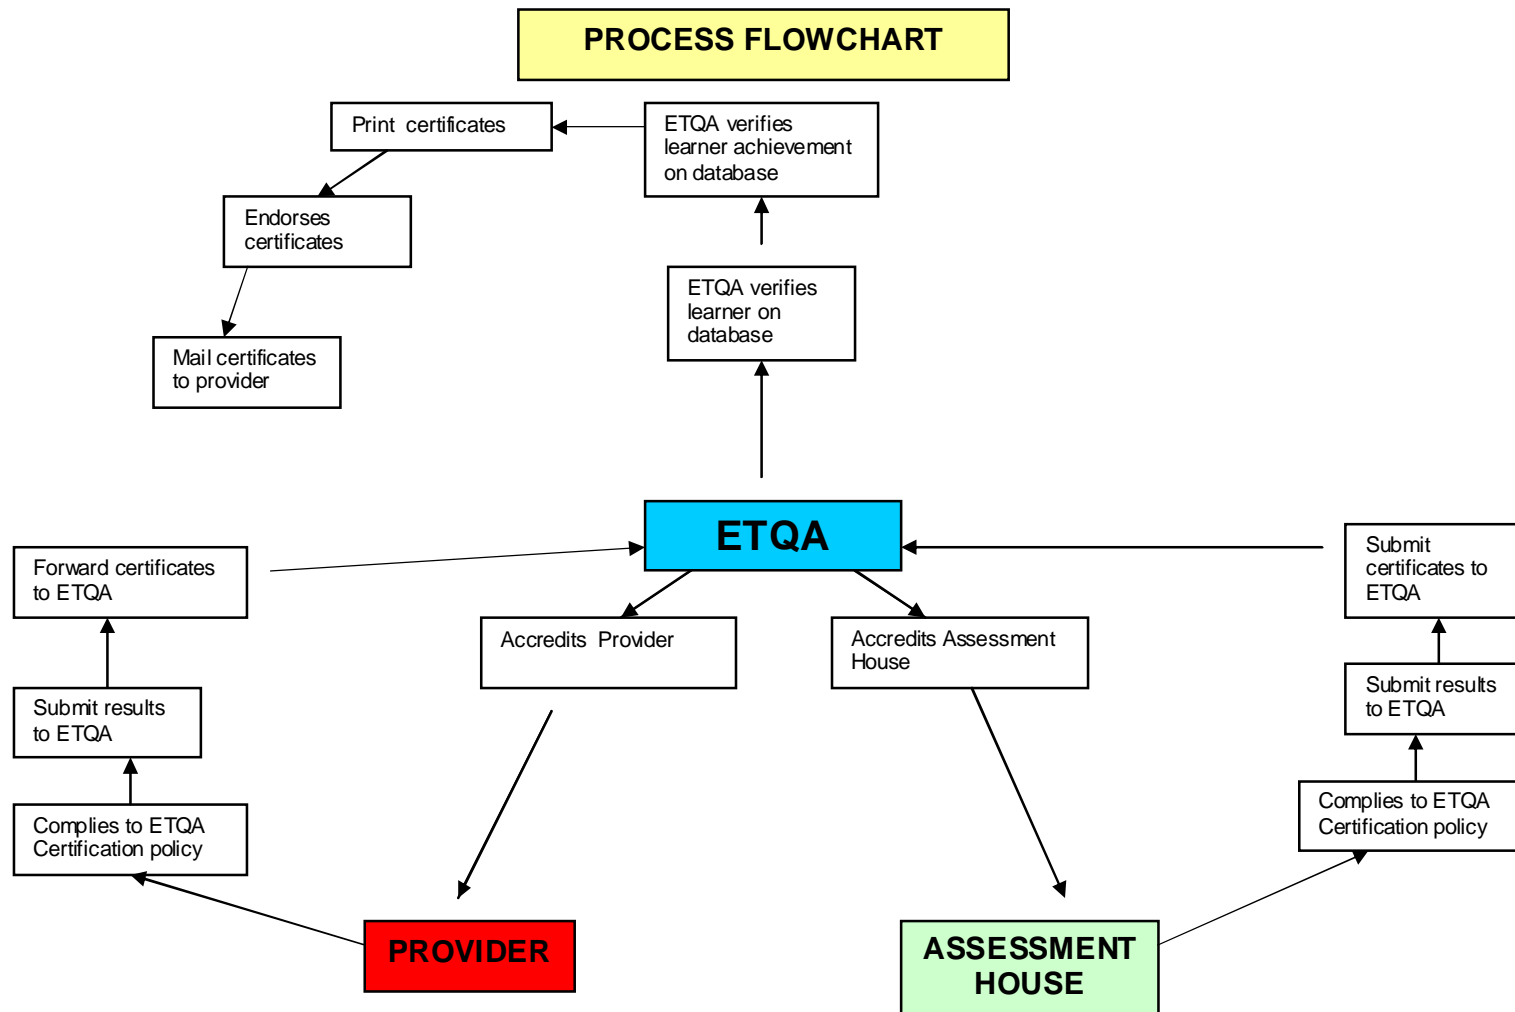 PROCESS FLOWCHART
Print certificates
ETQA verifies
learner achievement
on database
Endorses
certificates
ETQA verifies
learner on
database
Mail certificates
to provider
ETQA
Forward certificates
to ETQA
Submit
certificates to
ETQA
Accredits Provider
Accredits Assessment
House
Submit results
to ETQA
Submit results
to ETQA
Complies to ETQA
Certification policy
Complies to ETQA
Certification policy
PROVIDER
ASSESSMENT
HOUSE